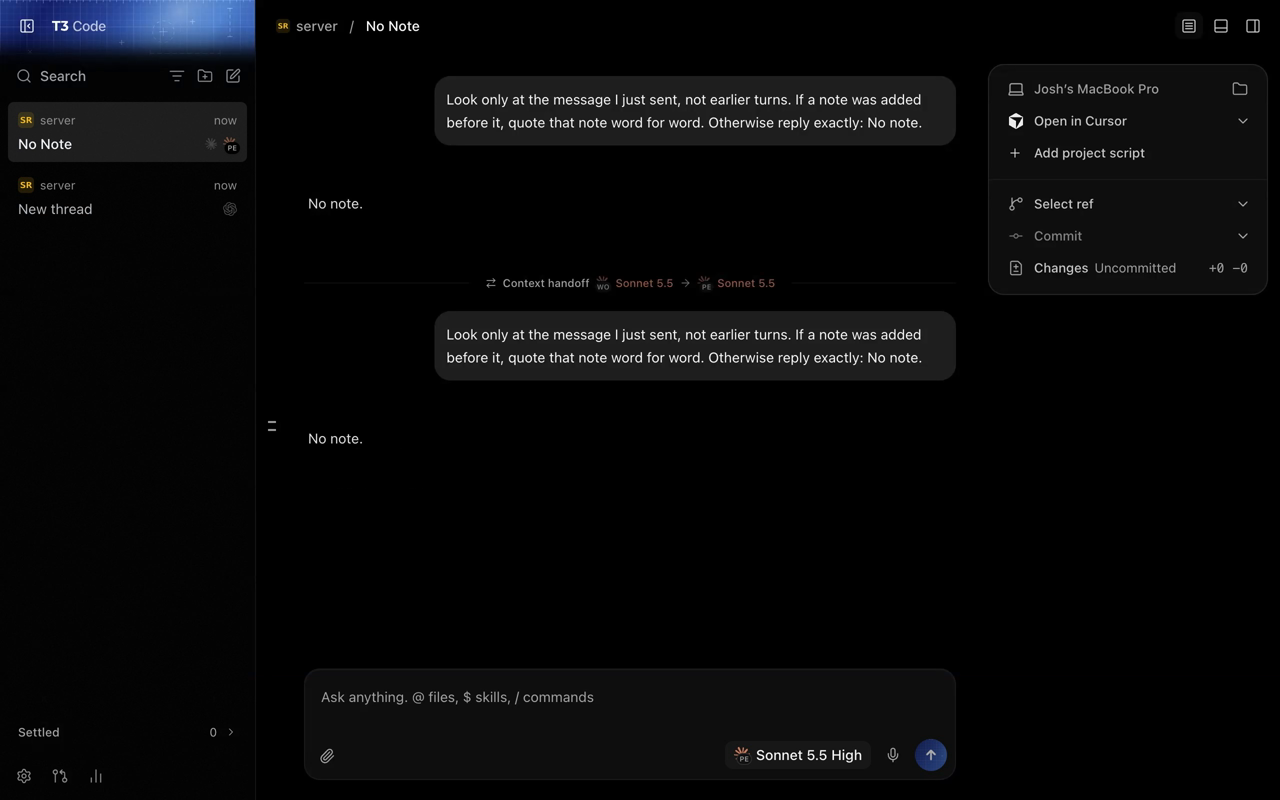 T3 Code
Search
SR server now
No Note
PE
SR server now
New thread
Settled 0
SR server / No Note
Look only at the message I just sent, not earlier turns. If a note was added
before it, quote that note word for word. Otherwise reply exactly: No note.
No note.
Context handoff WO Sonnet 5.5 → PE Sonnet 5.5
Look only at the message I just sent, not earlier turns. If a note was added
before it, quote that note word for word. Otherwise reply exactly: No note.
No note.
Ask anything. @ files, $ skills, / commands
PE Sonnet 5.5 High
Josh's MacBook Pro
Open in Cursor
Add project script
Select ref
Commit
Changes Uncommitted +0 −0